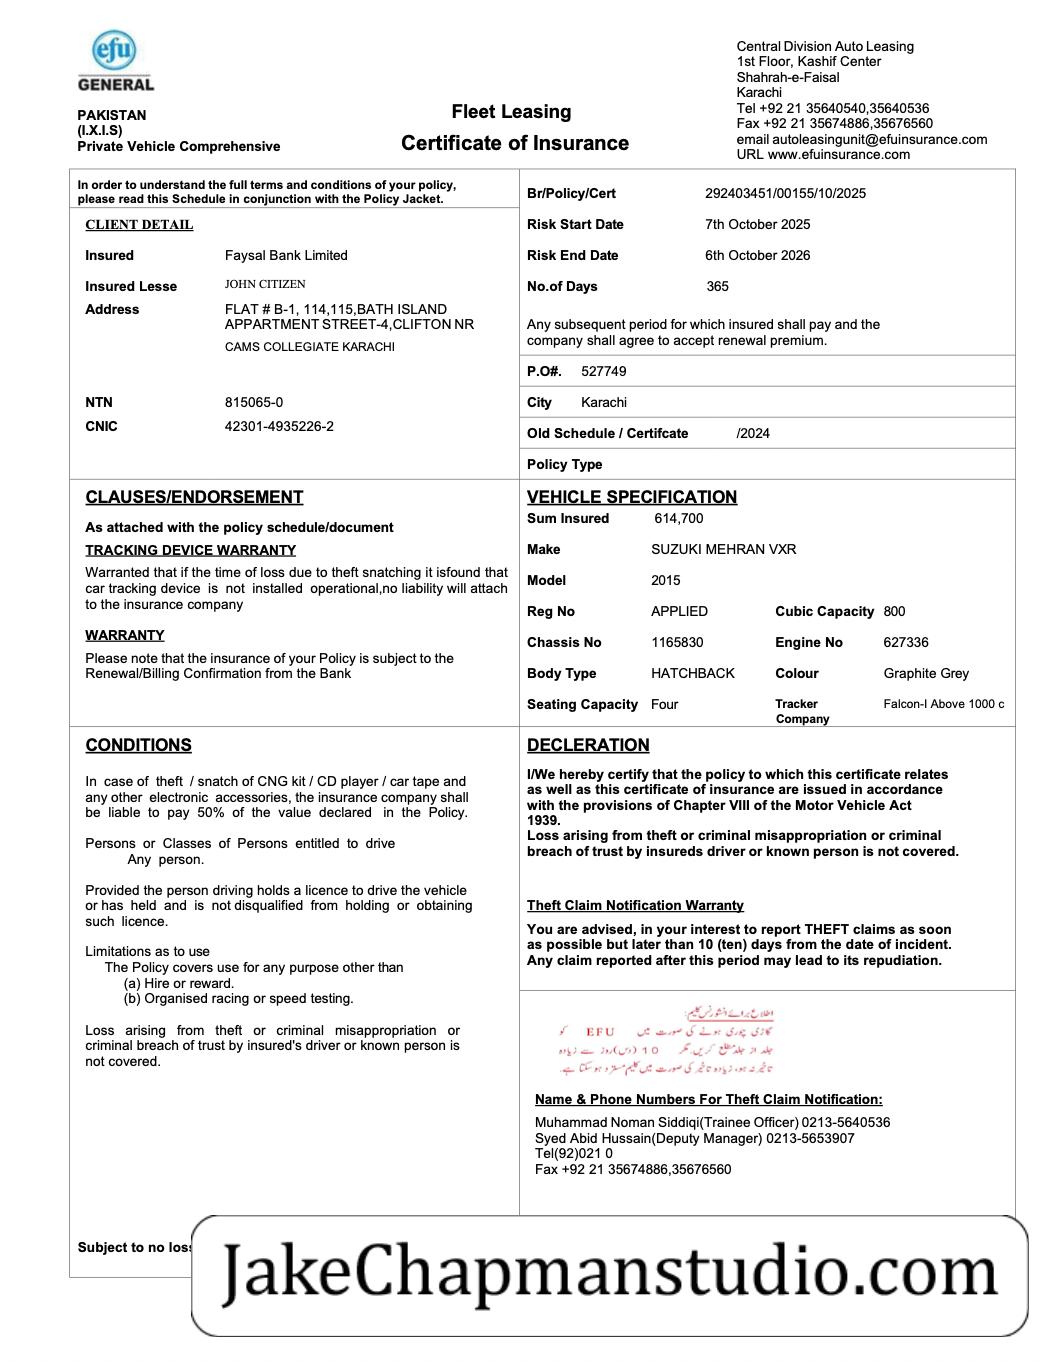 efu
GENERAL
PAKISTAN
(I.X.I.S)
Private Vehicle Comprehensive
Fleet Leasing
Certificate of Insurance
Central Division Auto Leasing
1st Floor, Kashif Center
Shahrah-e-Faisal
Karachi
Tel +92 21 35640540,35640536
Fax +92 21 35674886,35676560
email autoleasingunit@efuinsurance.com
URL www.efuinsurance.com
In order to understand the full terms and conditions of your policy,
please read this Schedule in conjunction with the Policy Jacket.
CLIENT DETAIL
Insured Faysal Bank Limited
Insured Lesse JOHN CITIZEN
Address FLAT # B-1, 114,115,BATH ISLAND
APPARTMENT STREET-4,CLIFTON NR
CAMS COLLEGIATE KARACHI
NTN 815065-0
CNIC 42301-4935226-2
Br/Policy/Cert 292403451/00155/10/2025
Risk Start Date 7th October 2025
Risk End Date 6th October 2026
No.of Days 365
Any subsequent period for which insured shall pay and the
company shall agree to accept renewal premium.
P.O#. 527749
City Karachi
Old Schedule / Certifcate /2024
Policy Type
CLAUSES/ENDORSEMENT
As attached with the policy schedule/document
TRACKING DEVICE WARRANTY
Warranted that if the time of loss due to theft snatching it isfound that
car tracking device is not installed operational,no liability will attach
to the insurance company
WARRANTY
Please note that the insurance of your Policy is subject to the
Renewal/Billing Confirmation from the Bank
VEHICLE SPECIFICATION
Sum Insured 614,700
Make SUZUKI MEHRAN VXR
Model 2015
Reg No APPLIED Cubic Capacity 800
Chassis No 1165830 Engine No 627336
Body Type HATCHBACK Colour Graphite Grey
Seating Capacity Four Tracker Company Falcon-I Above 1000 c
CONDITIONS
In case of theft / snatch of CNG kit / CD player / car tape and
any other electronic accessories, the insurance company shall
be liable to pay 50% of the value declared in the Policy.
Persons or Classes of Persons entitled to drive
Any person.
Provided the person driving holds a licence to drive the vehicle
or has held and is not disqualified from holding or obtaining
such licence.
Limitations as to use
The Policy covers use for any purpose other than
(a) Hire or reward.
(b) Organised racing or speed testing.
Loss arising from theft or criminal misappropriation or
criminal breach of trust by insured's driver or known person is
not covered.
DECLERATION
I/We hereby certify that the policy to which this certificate relates
as well as this certificate of insurance are issued in accordance
with the provisions of Chapter VIII of the Motor Vehicle Act
1939.
Loss arising from theft or criminal misappropriation or criminal
breach of trust by insureds driver or known person is not covered.
Theft Claim Notification Warranty
You are advised, in your interest to report THEFT claims as soon
as possible but later than 10 (ten) days from the date of incident.
Any claim reported after this period may lead to its repudiation.
اطلاع برائے انشورنس کلیم:
گاڑی چوری ہونے کی صورت میں EFU کو
جلد از جلد مطلع کریں۔ مگر 10 (دس) روز سے زیادہ
تاخیر نہ ہو، زیادہ تاخیر کی صورت میں کلیم مسترد ہو سکتا ہے۔
Name & Phone Numbers For Theft Claim Notification:
Muhammad Noman Siddiqi(Trainee Officer) 0213-5640536
Syed Abid Hussain(Deputy Manager) 0213-5653907
Tel(92)021 0
Fax +92 21 35674886,35676560
Subject to no
JakeChapmanstudio.com